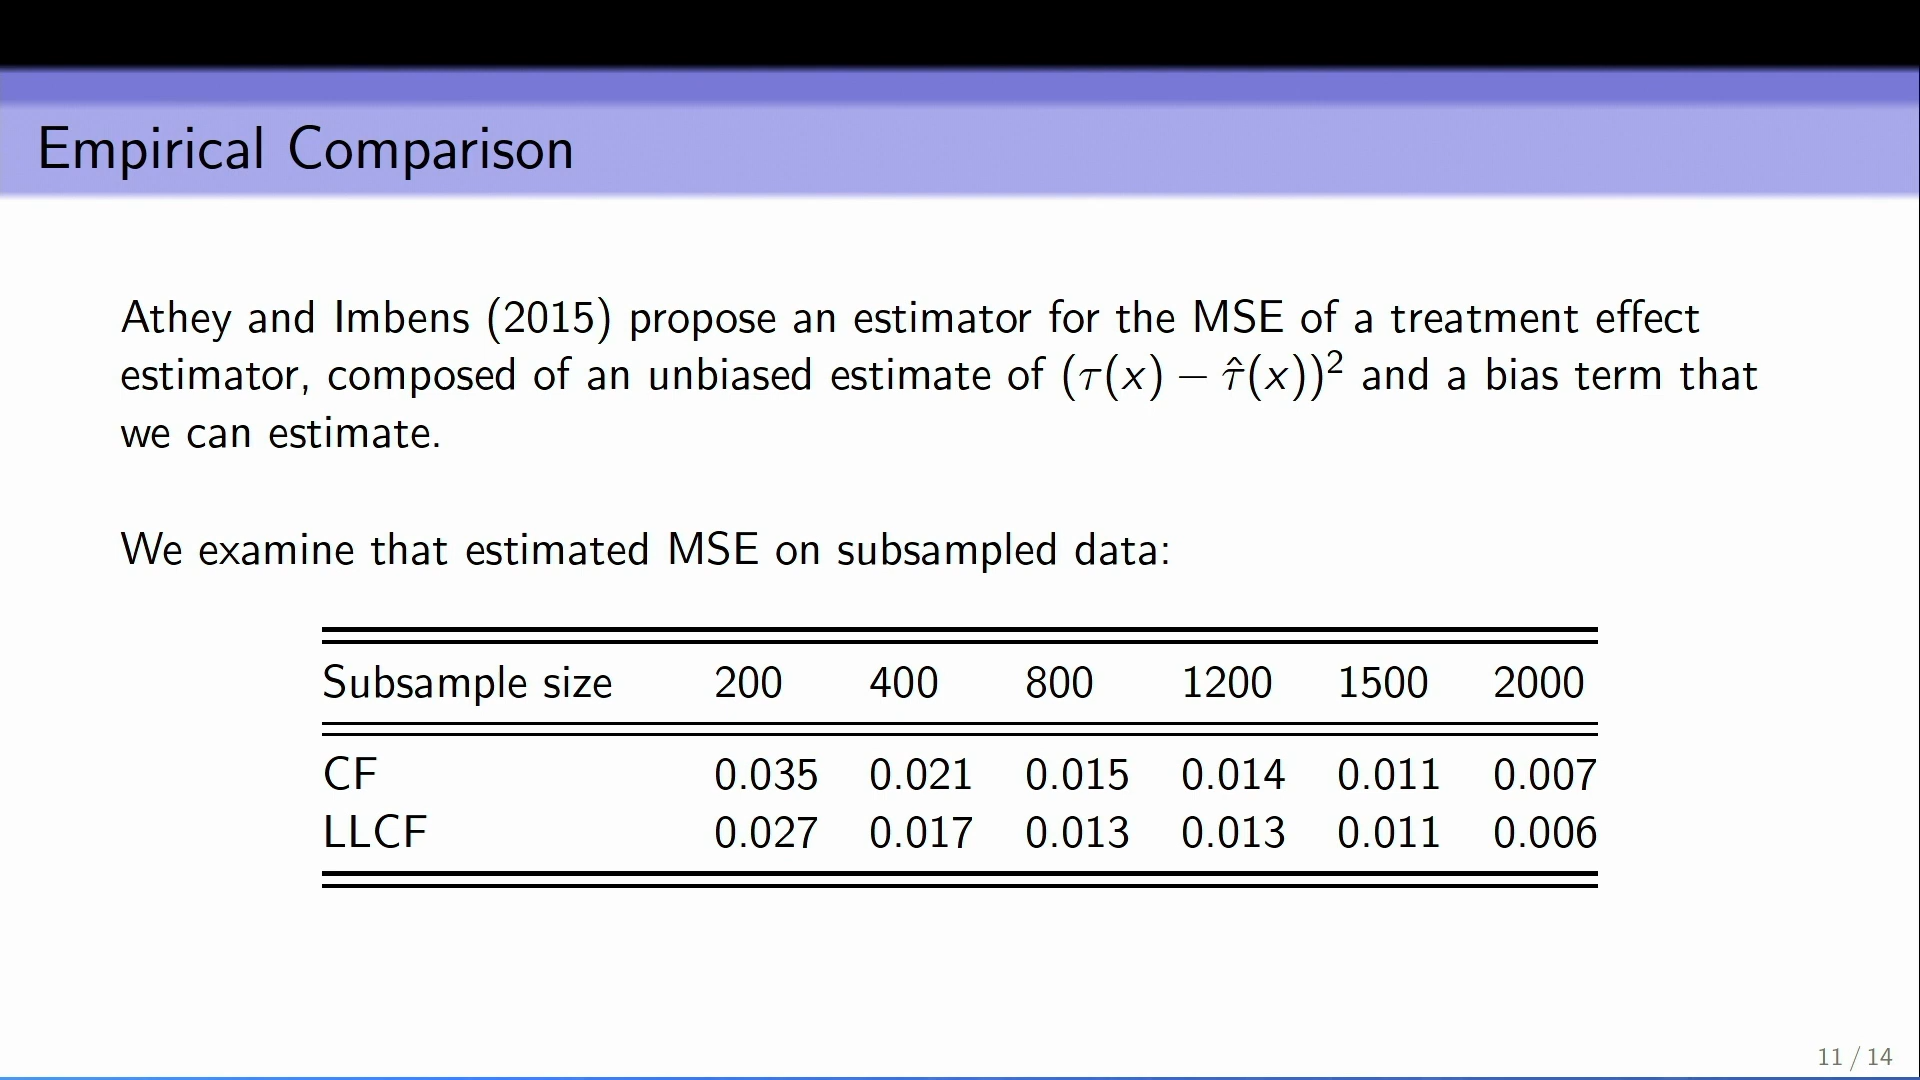 Empirical Comparison
Athey and Imbens (2015) propose an estimator for the MSE of a treatment effect
estimator, composed of an unbiased estimate of (τ(x) − τ̂(x))² and a bias term that
we can estimate.
We examine that estimated MSE on subsampled data:
Subsample size 200 400 800 1200 1500 2000
CF 0.035 0.021 0.015 0.014 0.011 0.007
LLCF 0.027 0.017 0.013 0.013 0.011 0.006
11 / 14